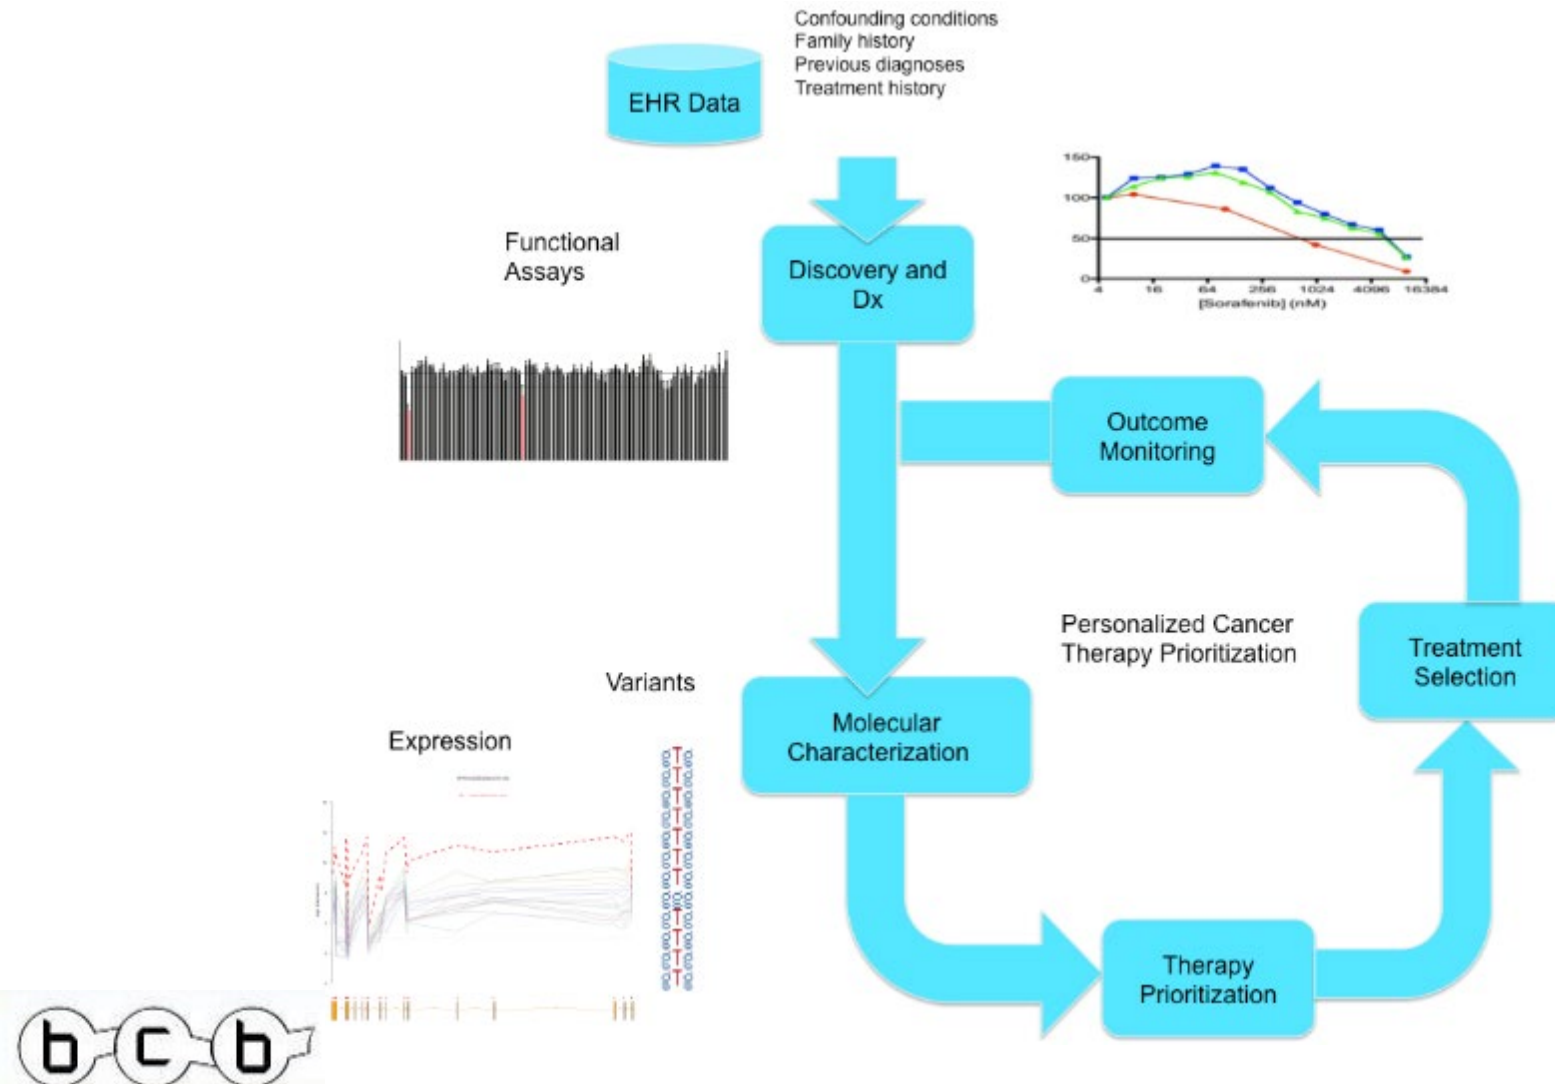 Confounding conditions
Family history
Previous diagnoses
Treatment history
EHR Data
150
100
50
0
4 16 64 256 1024 4096 16384
[Sorafenib] (nM)
Functional
Assays
Discovery and
Dx
Outcome
Monitoring
Personalized Cancer
Therapy Prioritization
Treatment
Selection
Variants
Molecular
Characterization
Expression
T
T
T
T
T
T
T
T
T
T
T
Therapy
Prioritization
b c b